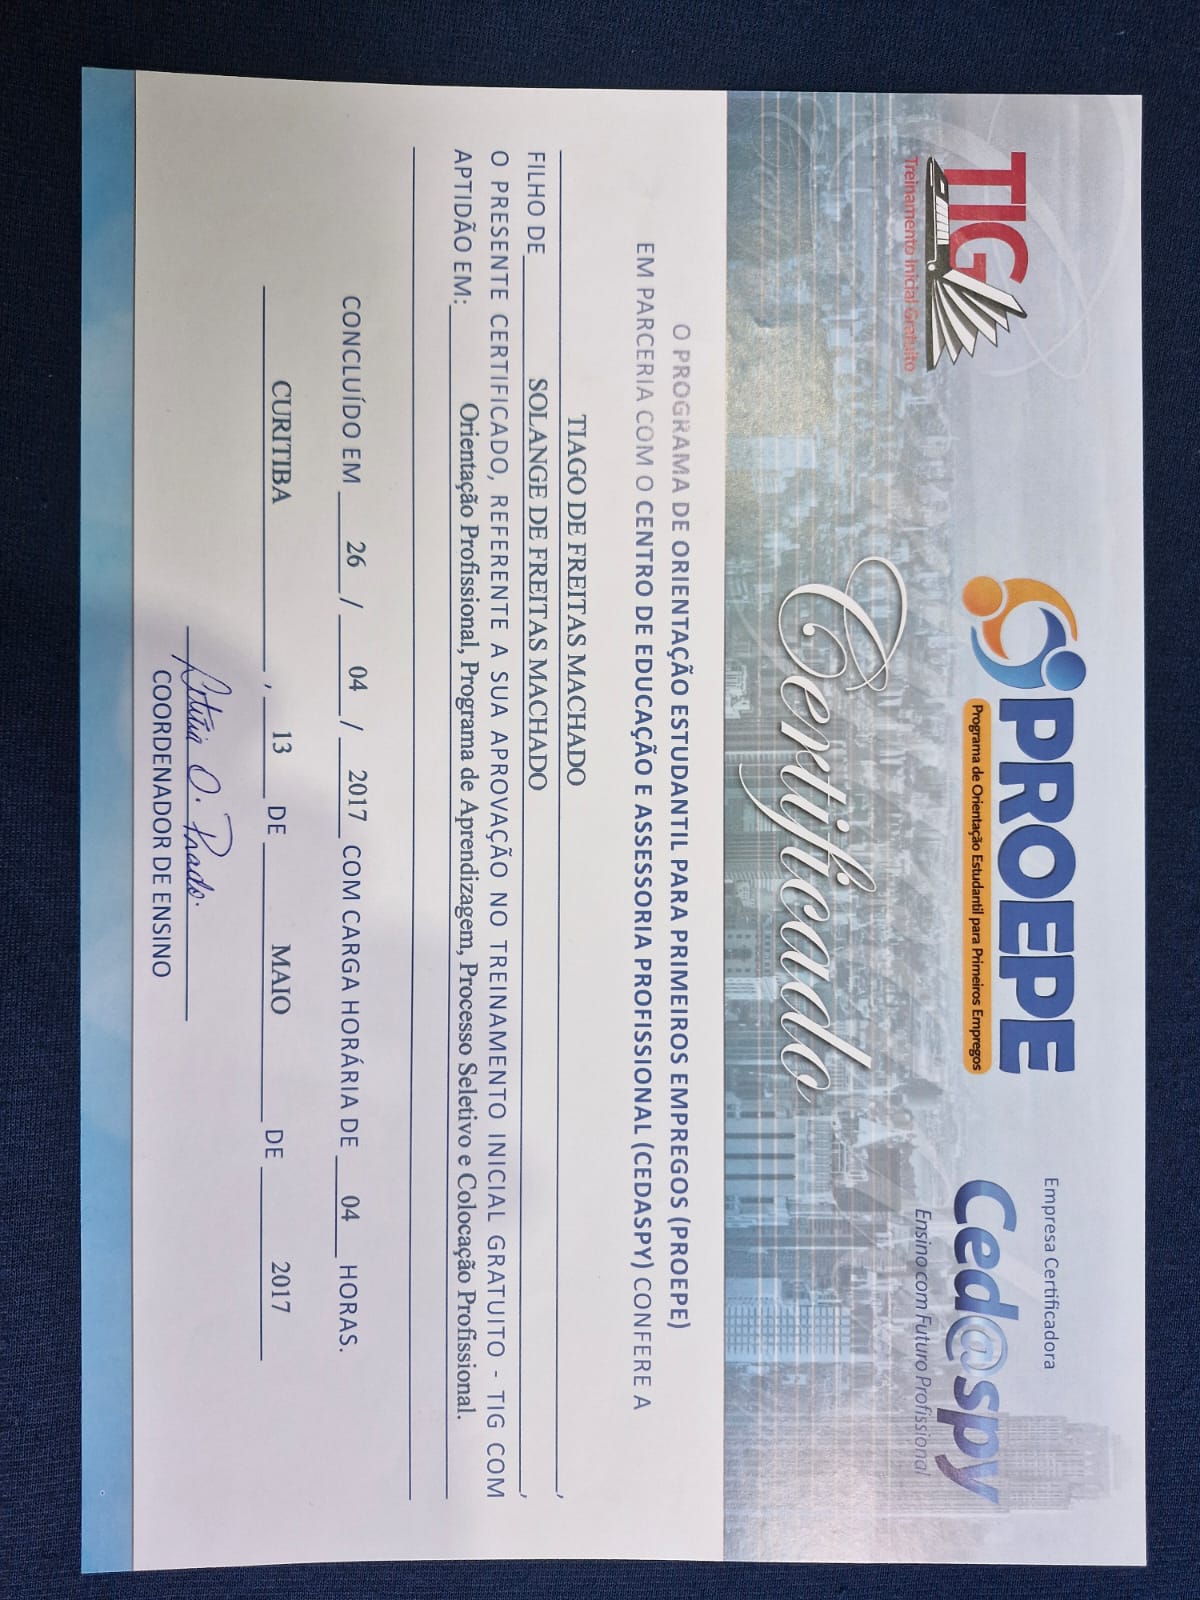 TIG
Treinamento Inicial Gratuito
PROEPE
Programa de Orientação Estudantil para Primeiros Empregos
Empresa Certificadora
Ced@spy
Ensino com Futuro Profissional
Certificado
O PROGRAMA DE ORIENTAÇÃO ESTUDANTIL PARA PRIMEIROS EMPREGOS (PROEPE)
EM PARCERIA COM O CENTRO DE EDUCAÇÃO E ASSESSORIA PROFISSIONAL (CEDASPY) CONFERE A
TIAGO DE FREITAS MACHADO,
FILHO DE SOLANGE DE FREITAS MACHADO,
O PRESENTE CERTIFICADO, REFERENTE A SUA APROVAÇÃO NO TREINAMENTO INICIAL GRATUITO - TIG COM
APTIDÃO EM: Orientação Profissional, Programa de Aprendizagem, Processo Seletivo e Colocação Profissional.
CONCLUÍDO EM 26 / 04 / 2017 COM CARGA HORÁRIA DE 04 HORAS.
CURITIBA, 13 DE MAIO DE 2017
Letícia O. Prado.
COORDENADOR DE ENSINO